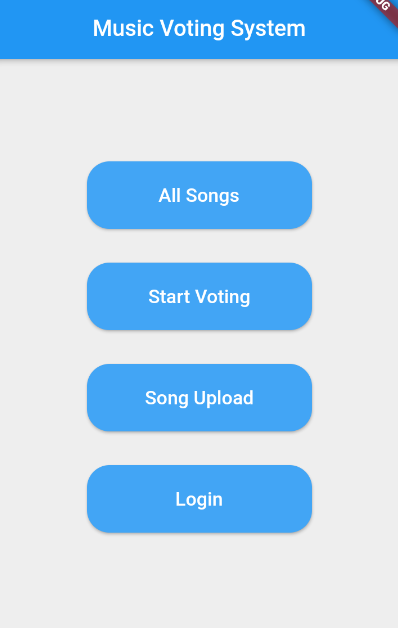 Music Voting System
All Songs
Start Voting
Song Upload
Login